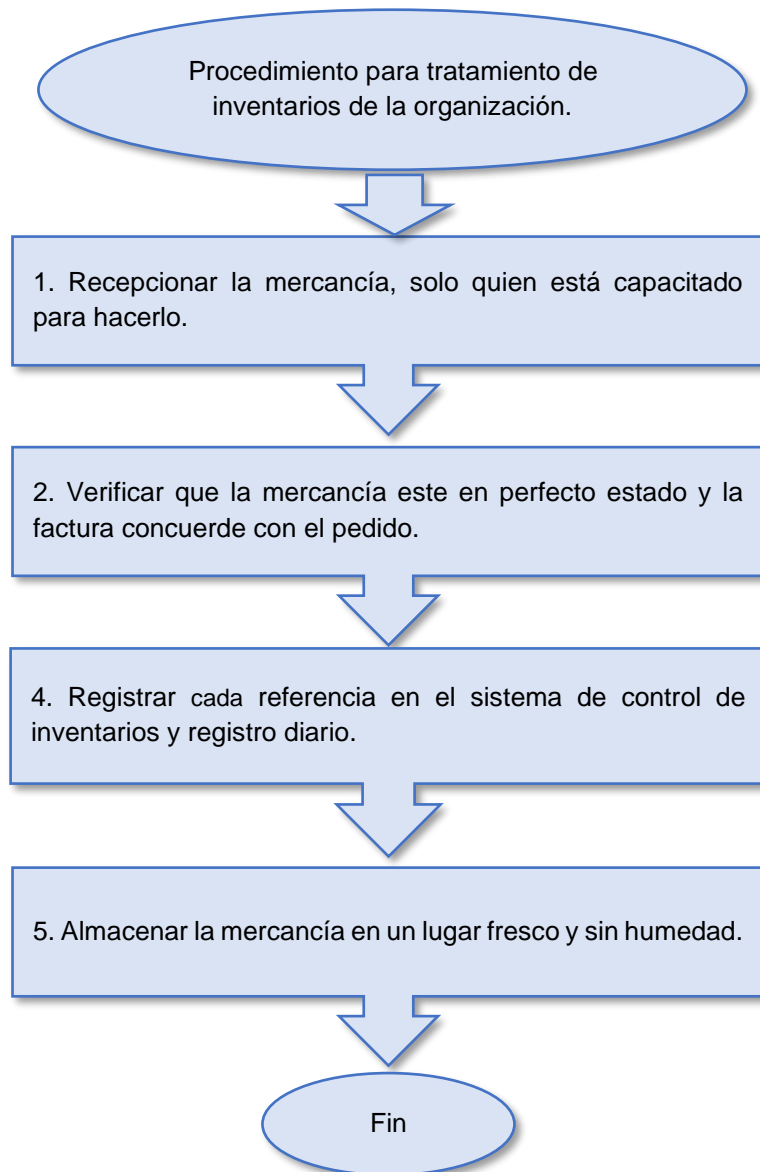 Procedimiento para tratamiento de
inventarios de la organización.
1. Recepcionar la mercancía, solo quien está capacitado
para hacerlo.
2. Verificar que la mercancía este en perfecto estado y la
factura concuerde con el pedido.
4. Registrar cada referencia en el sistema de control de
inventarios y registro diario.
5. Almacenar la mercancía en un lugar fresco y sin humedad.
Fin